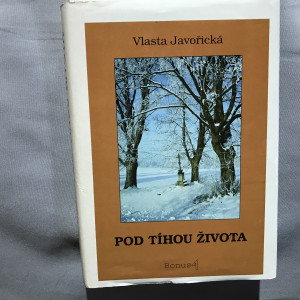 Vlasta Javořická
POD TÍHOU ŽIVOTA
Bonus